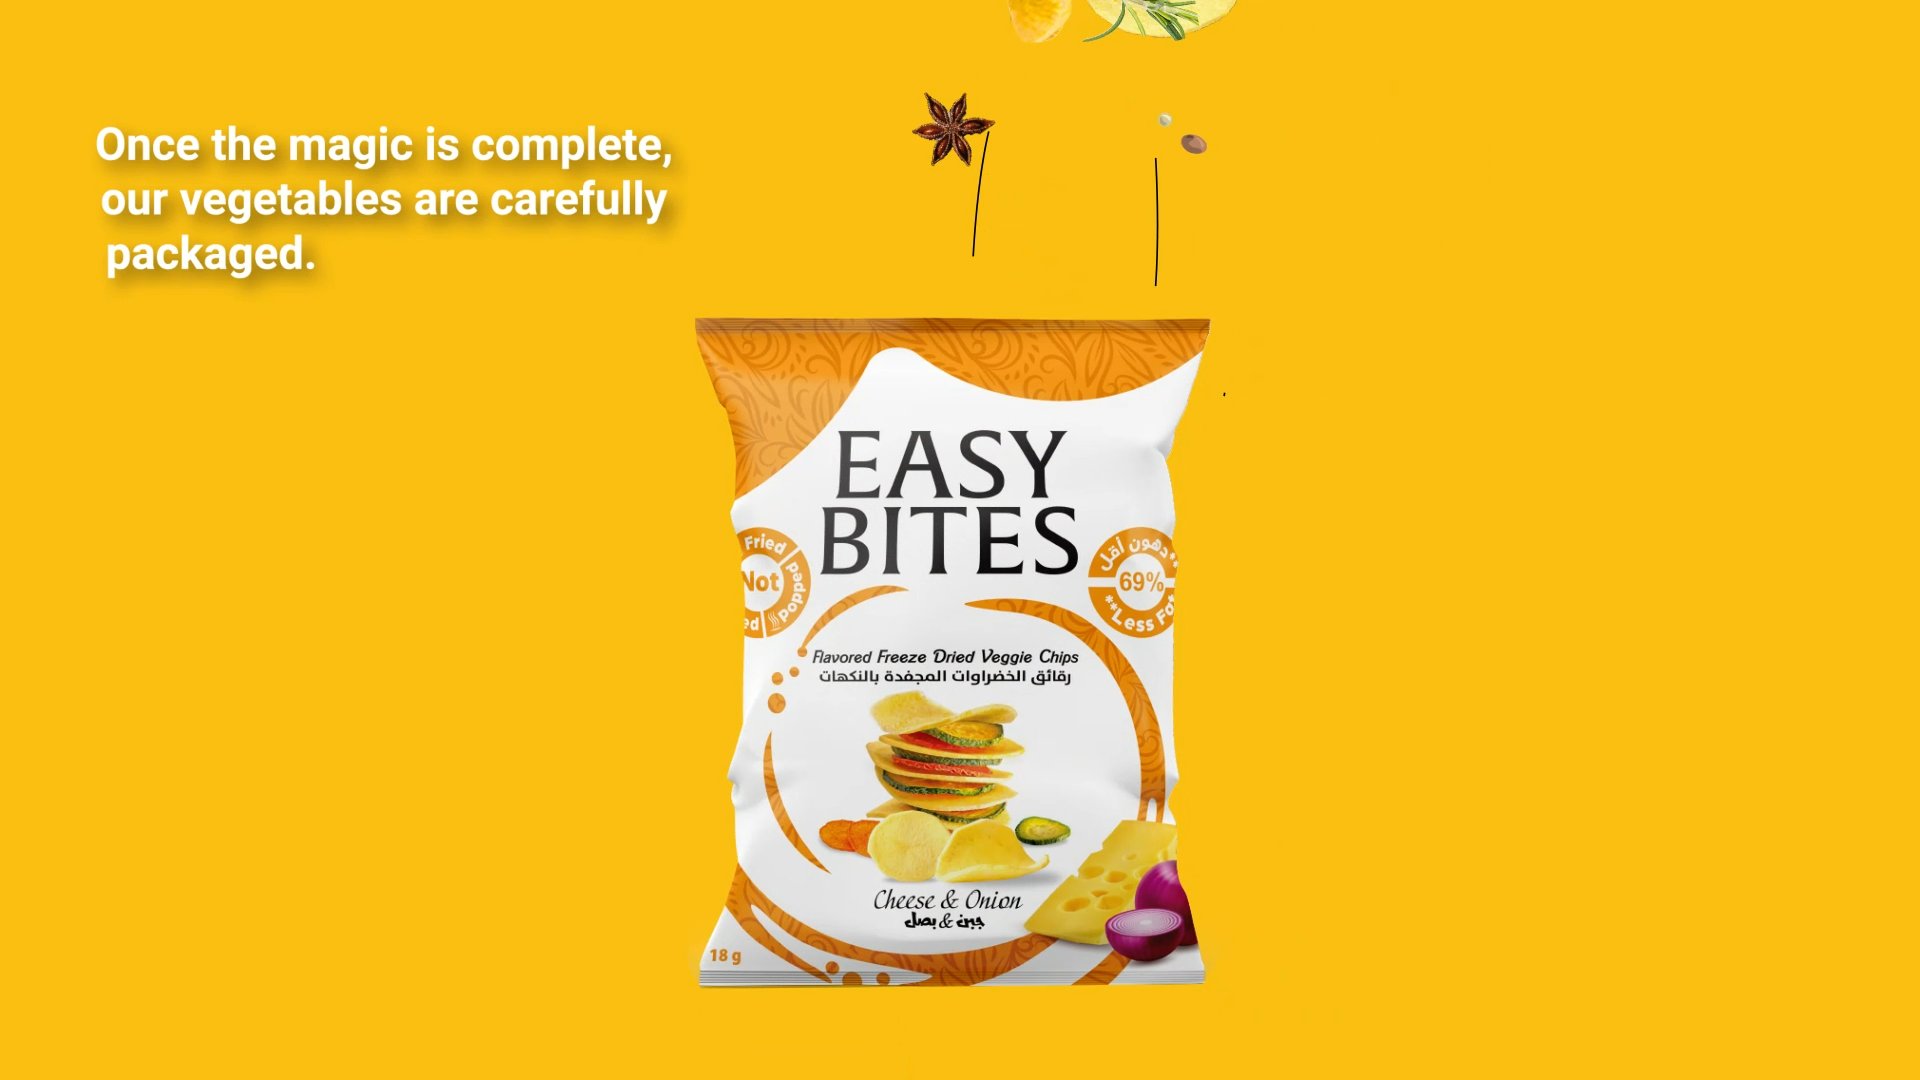 Once the magic is complete,
our vegetables are carefully
packaged.
EASY
BITES
Fried
Not
Popped
دهون أقل**
69%
**Less Fat
Flavored Freeze Dried Veggie Chips
رقائق الخضراوات المجفدة بالنكهات
Cheese & Onion
جبن & بصل
18 g